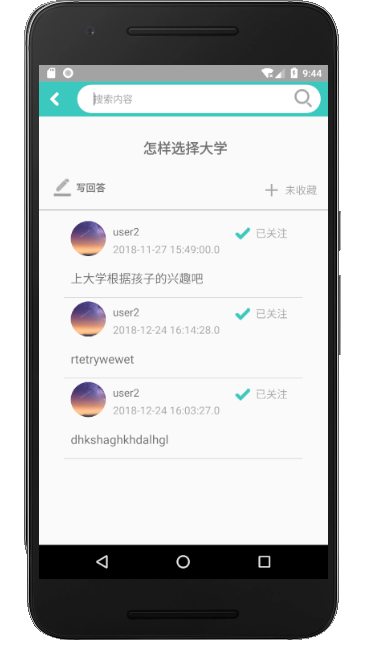 9:44
搜索内容
怎样选择大学
写回答
未收藏
user2
已关注
2018-11-27 15:49:00.0
上大学根据孩子的兴趣吧
user2
已关注
2018-12-24 16:14:28.0
rtetrywewet
user2
已关注
2018-12-24 16:03:27.0
dhkshaghkhdalhgl